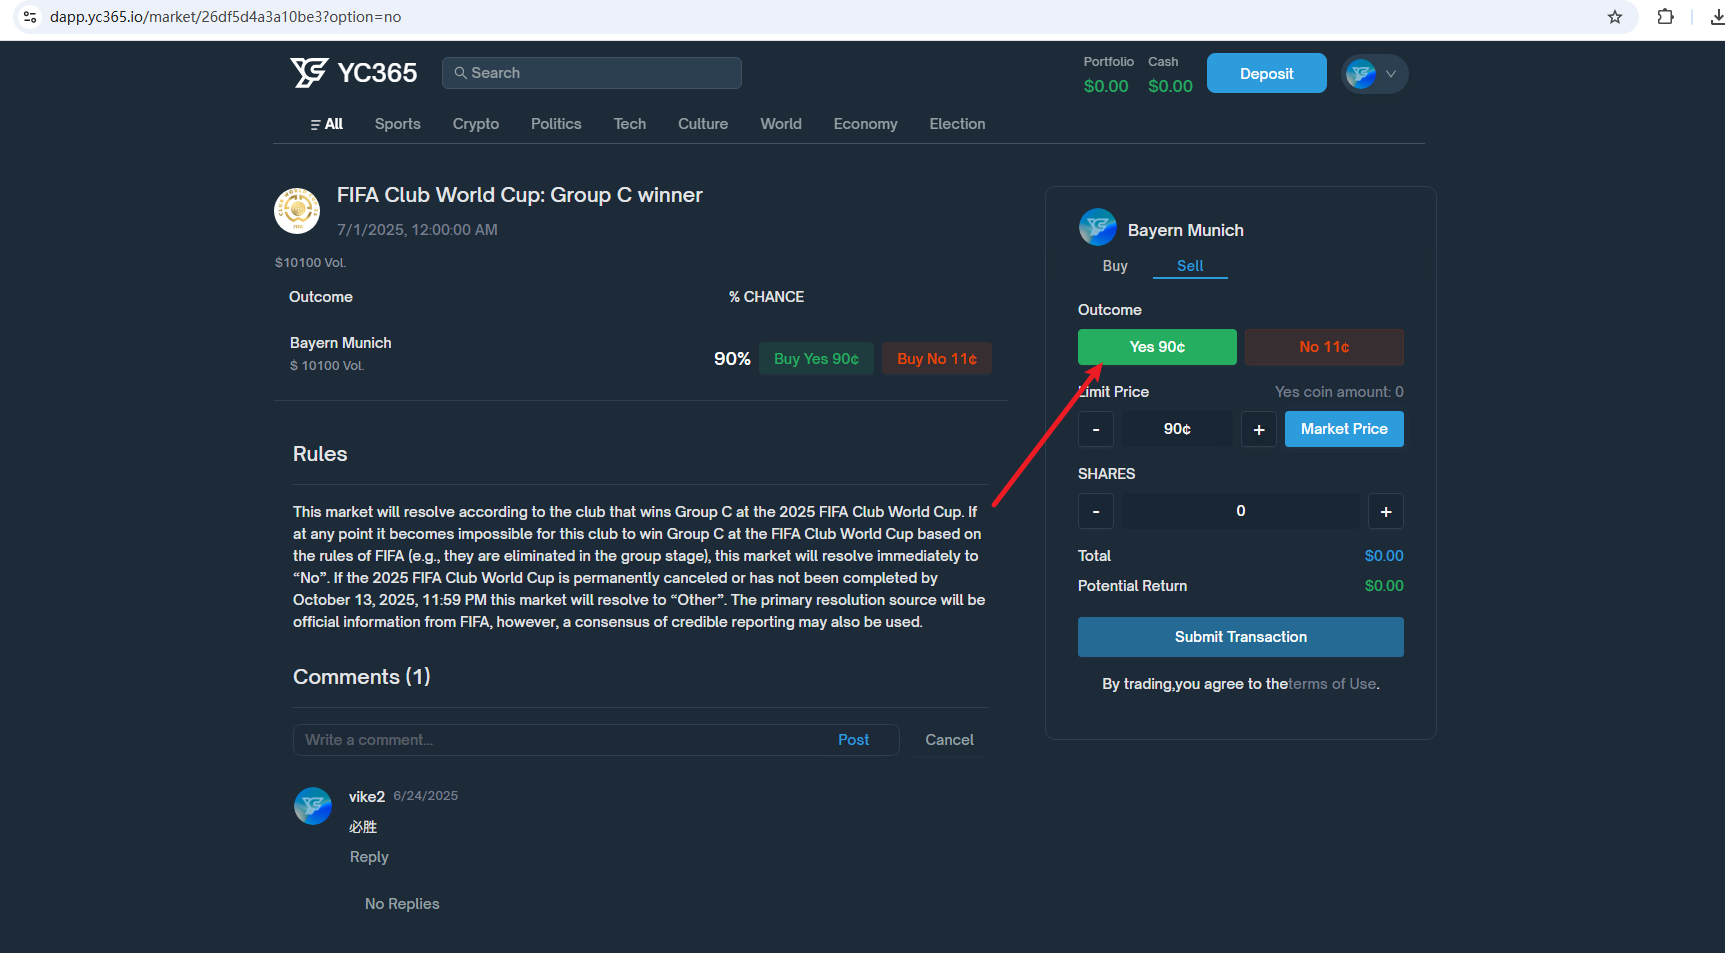 dapp.yc365.io/market/26df5d4a3a10be3?option=no
YC365
Search
Portfolio Cash
$0.00 $0.00
Deposit
All Sports Crypto Politics Tech Culture World Economy Election
FIFA Club World Cup: Group C winner
7/1/2025, 12:00:00 AM
$10100 Vol.
Outcome % CHANCE
Bayern Munich
$ 10100 Vol.
90% Buy Yes 90¢ Buy No 11¢
Rules
This market will resolve according to the club that wins Group C at the 2025 FIFA Club World Cup. If
at any point it becomes impossible for this club to win Group C at the FIFA Club World Cup based on
the rules of FIFA (e.g., they are eliminated in the group stage), this market will resolve immediately to
“No”. If the 2025 FIFA Club World Cup is permanently canceled or has not been completed by
October 13, 2025, 11:59 PM this market will resolve to “Other”. The primary resolution source will be
official information from FIFA, however, a consensus of credible reporting may also be used.
Comments (1)
Write a comment... Post Cancel
vike2 6/24/2025
必胜
Reply
No Replies
Bayern Munich
Buy Sell
Outcome
Yes 90¢ No 11¢
Limit Price Yes coin amount: 0
- 90¢ + Market Price
SHARES
- 0 +
Total $0.00
Potential Return $0.00
Submit Transaction
By trading,you agree to theterms of Use.